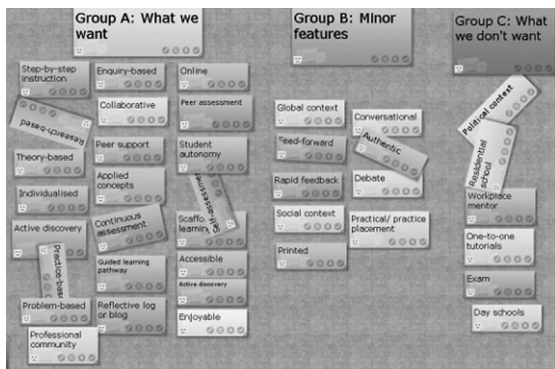 Group A: What we
want
Group B: Minor
features
Group C: What
we don't want
Step-by-step
instruction
Research-based
Theory-based
Individualised
Active discovery
Practice-based
Problem-based
Professional
community
Enquiry-based
Collaborative
Peer support
Applied
concepts
Continuous
assessment
Guided learning
pathway
Reflective log
or blog
Online
Peer assessment
Student
autonomy
Self-assessment
Scaffo
learning
Accessible
Active discovery
Enjoyable
Global context
Feed-forward
Rapid feedback
Social context
Printed
Conversational
Authentic
Debate
Practical/ practice
placement
Political context
Residential
school
Workplace
mentor
One-to-one
tutorials
Exam
Day schools